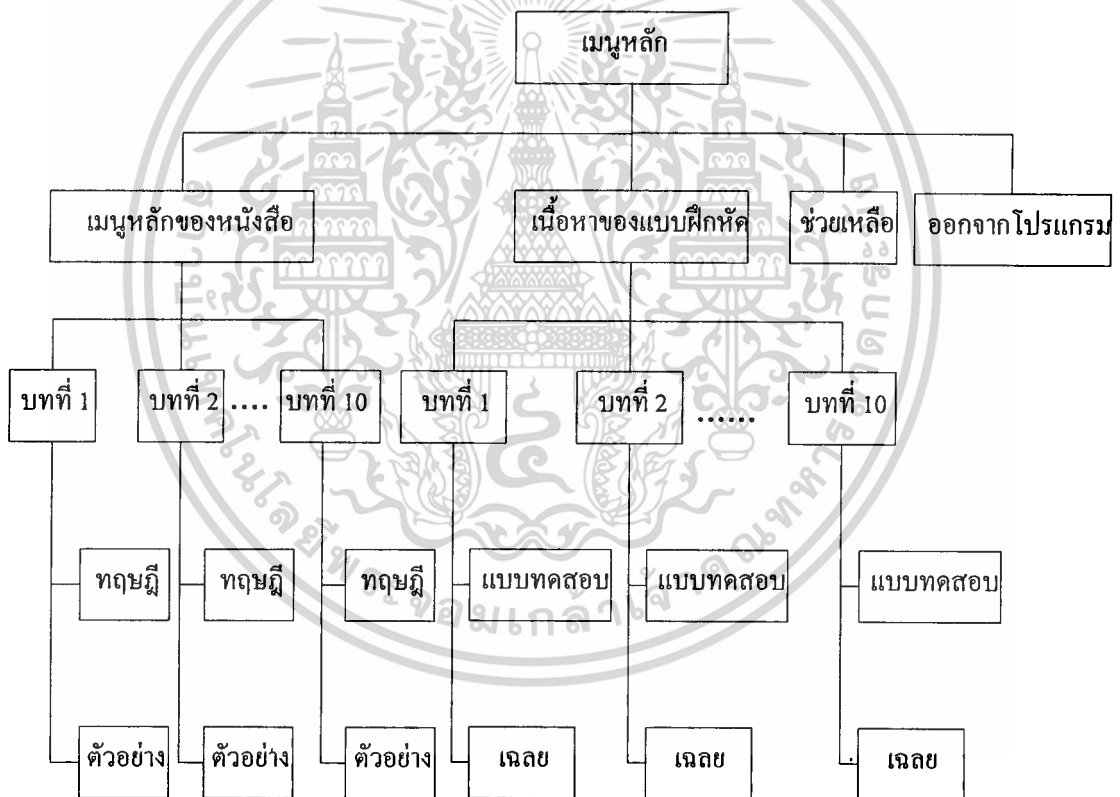 เมนูหลัก
เมนูหลักของหนังสือ เนื้อหาของแบบฝึกหัด ช่วยเหลือ ออกจากโปรแกรม
บทที่ 1 บทที่ 2 .... บทที่ 10 บทที่ 1 บทที่ 2 ...... บทที่ 10
ทฤษฎี ทฤษฎี ทฤษฎี แบบทดสอบ แบบทดสอบ แบบทดสอบ
ตัวอย่าง ตัวอย่าง ตัวอย่าง เฉลย เฉลย เฉลย